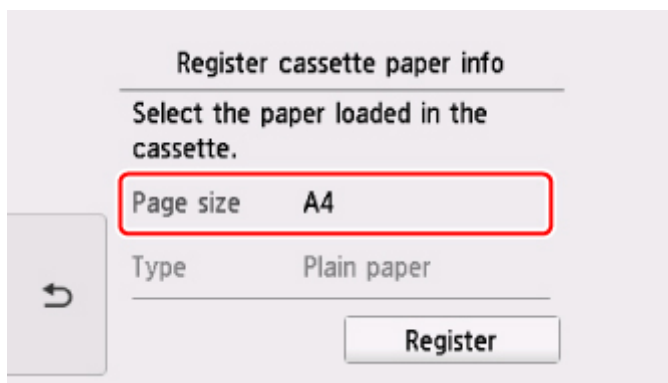 Register cassette paper info
Select the paper loaded in the
cassette.
Page size A4
Type Plain paper
Register